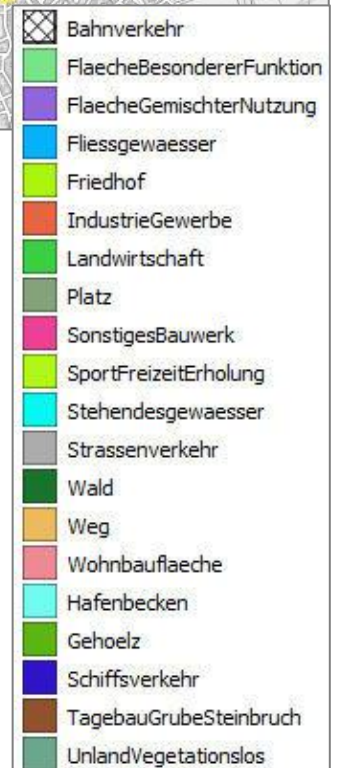 Bahnverkehr
FlaecheBesondererFunktion
FlaecheGemischterNutzung
Fliessgewaesser
Friedhof
IndustrieGewerbe
Landwirtschaft
Platz
SonstigesBauwerk
SportFreizeitErholung
Stehendesgewaesser
Strassenverkehr
Wald
Weg
Wohnbauflaeche
Hafenbecken
Gehoelz
Schiffsverkehr
TagebauGrubeSteinbruch
UnlandVegetationslos